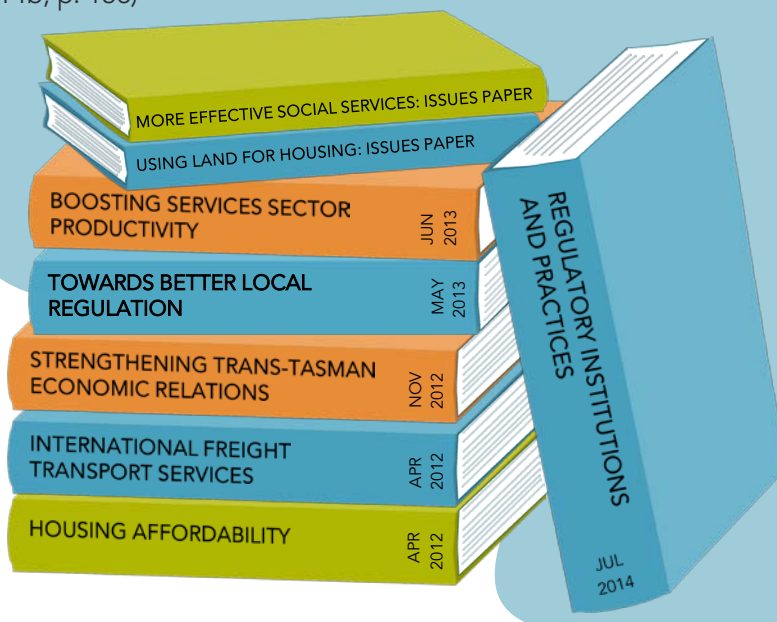 MORE EFFECTIVE SOCIAL SERVICES: ISSUES PAPER
USING LAND FOR HOUSING: ISSUES PAPER
BOOSTING SERVICES SECTOR
PRODUCTIVITY
JUN
2013
TOWARDS BETTER LOCAL
REGULATION
MAY
2013
STRENGTHENING TRANS-TASMAN
ECONOMIC RELATIONS
NOV
2012
INTERNATIONAL FREIGHT
TRANSPORT SERVICES
APR
2012
HOUSING AFFORDABILITY
APR
2012
REGULATORY INSTITUTIONS
AND PRACTICES
JUL
2014